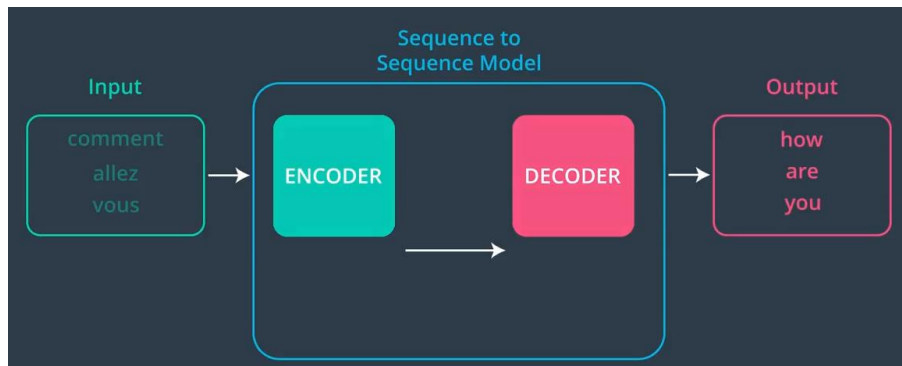 Sequence to
Sequence Model
Input
comment
allez
vous
ENCODER
DECODER
Output
how
are
you